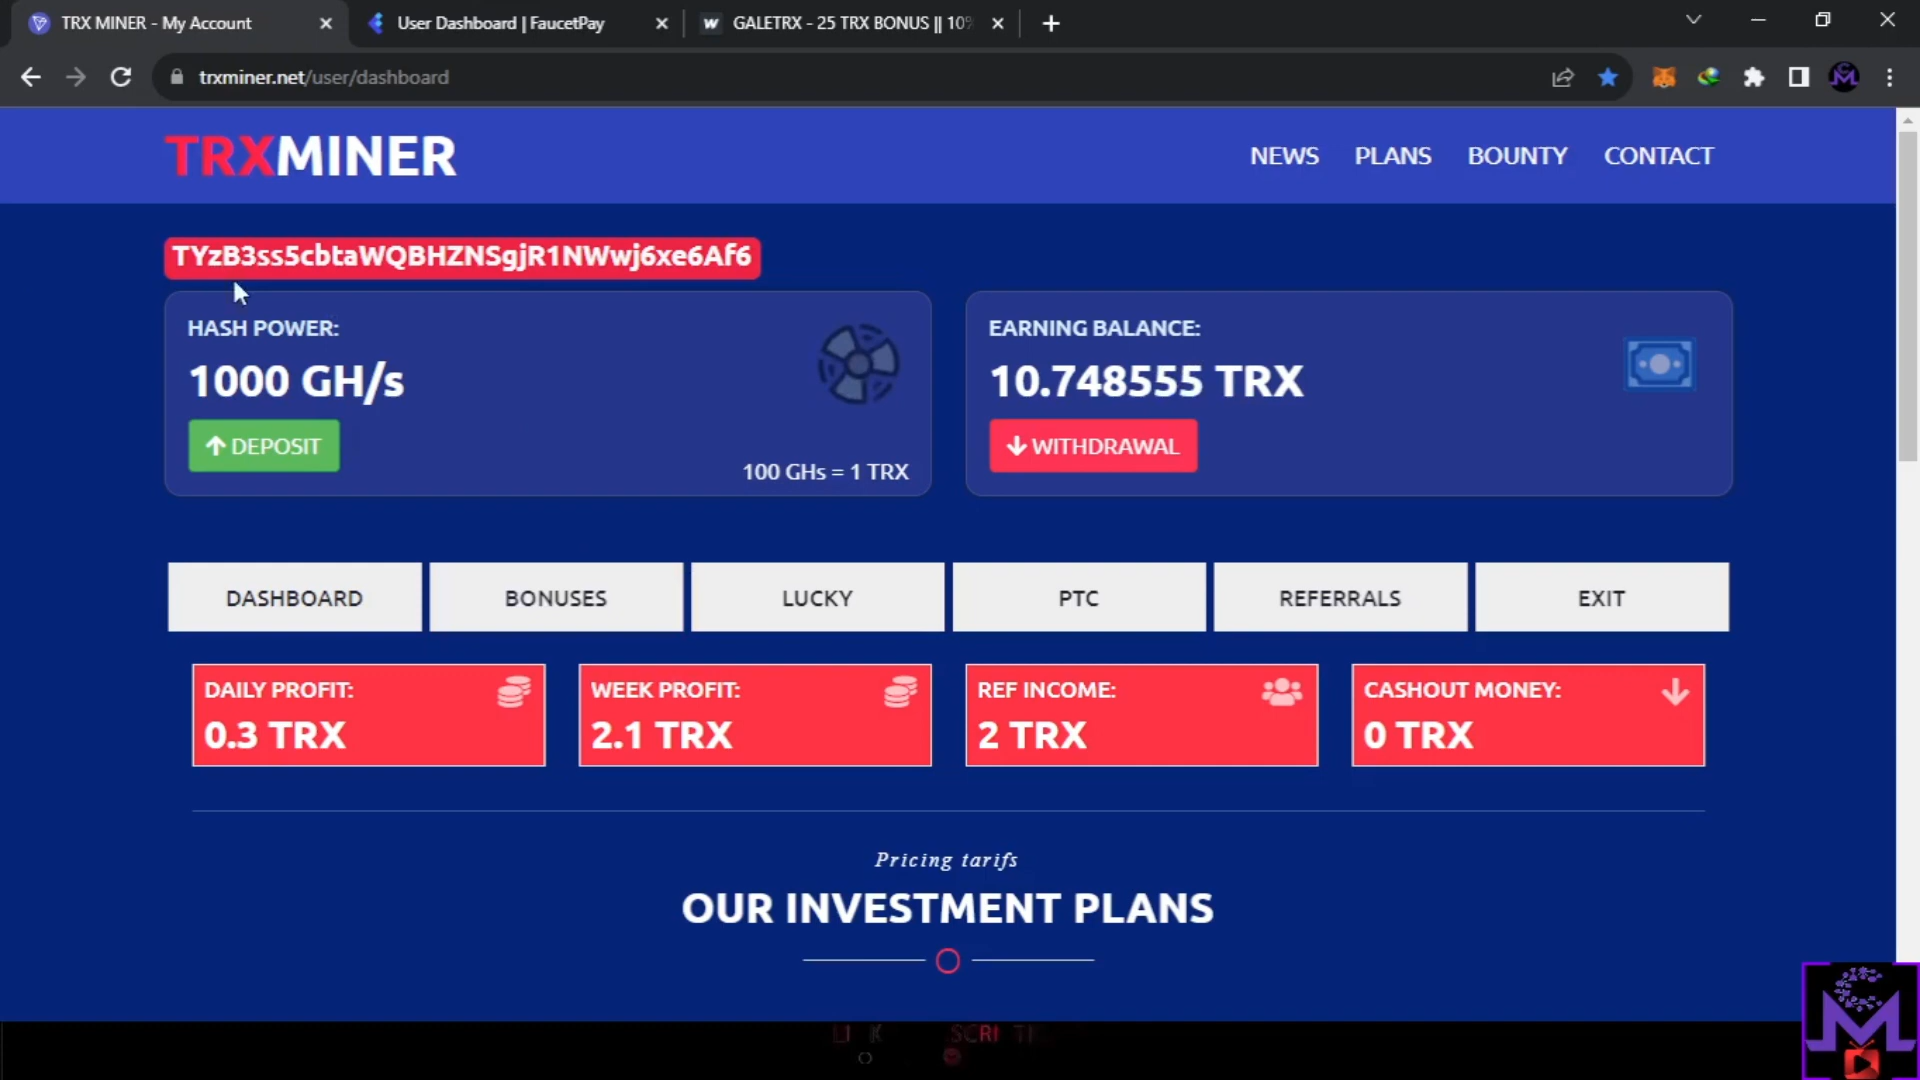 TRX MINER - My Account
User Dashboard | FaucetPay
GALETRX - 25 TRX BONUS || 10%
trxminer.net/user/dashboard
TRXMINER
NEWS PLANS BOUNTY CONTACT
TYzB3ss5cbtaWQBHZNSgjR1NWwj6xe6Af6
HASH POWER:
1000 GH/s
DEPOSIT
100 GHs = 1 TRX
EARNING BALANCE:
10.748555 TRX
WITHDRAWAL
DASHBOARD BONUSES LUCKY PTC REFERRALS EXIT
DAILY PROFIT:
0.3 TRX
WEEK PROFIT:
2.1 TRX
REF INCOME:
2 TRX
CASHOUT MONEY:
0 TRX
Pricing tarifs
OUR INVESTMENT PLANS